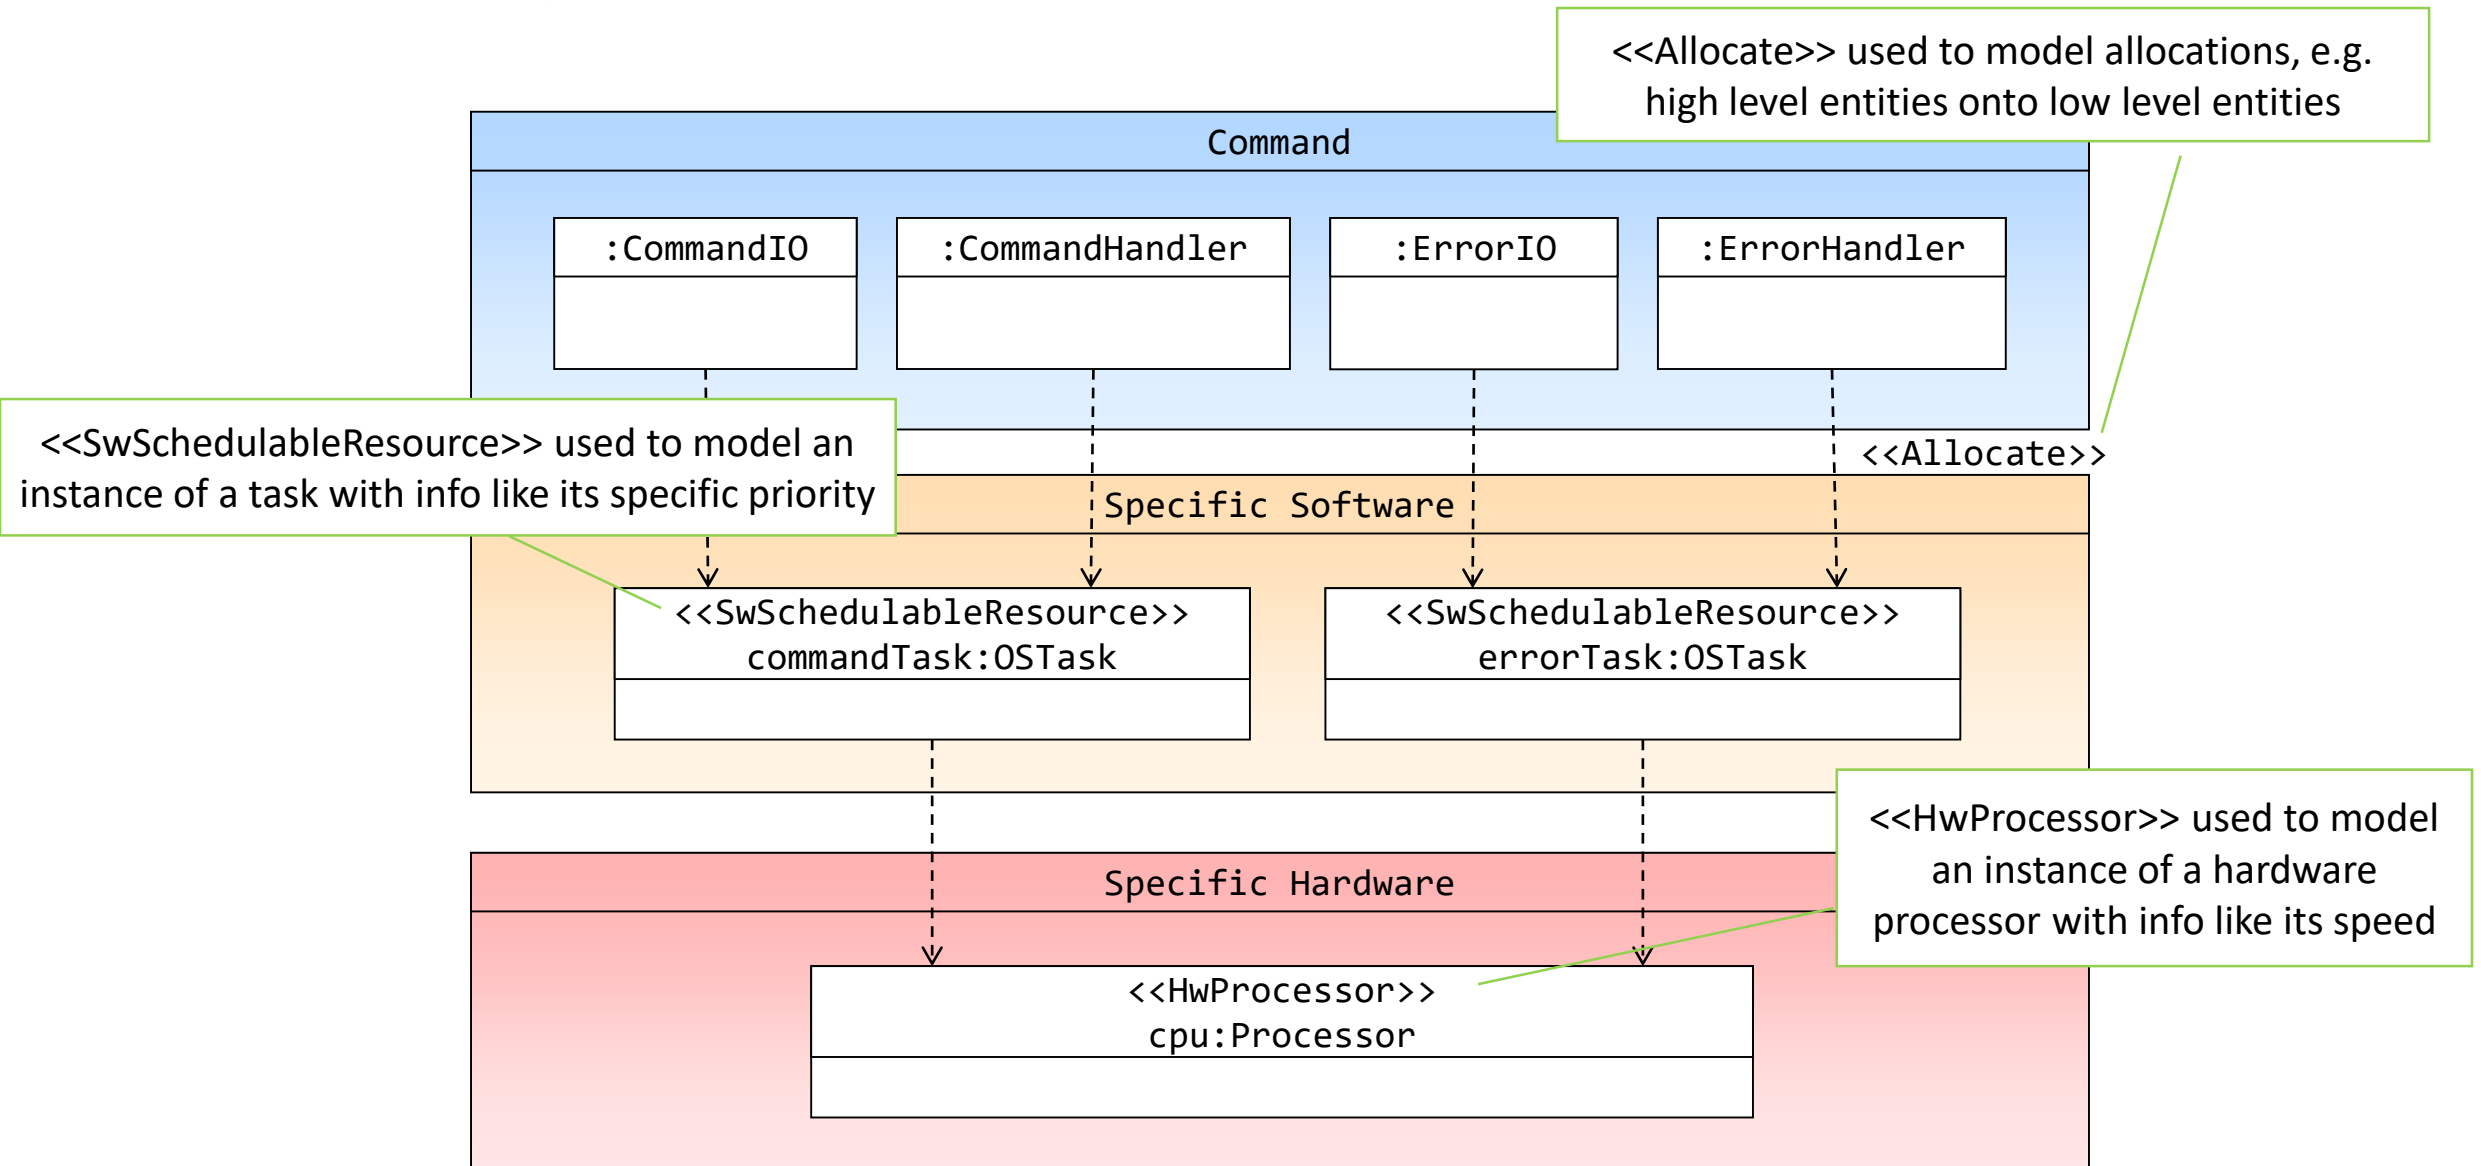 <<Allocate>> used to model allocations, e.g.
high level entities onto low level entities
Command
:CommandIO
:CommandHandler
:ErrorIO
:ErrorHandler
<<SwSchedulableResource>> used to model an
instance of a task with info like its specific priority
<<Allocate>>
Specific Software
<<SwSchedulableResource>>
commandTask:OSTask
<<SwSchedulableResource>>
errorTask:OSTask
<<HwProcessor>> used to model
an instance of a hardware
processor with info like its speed
Specific Hardware
<<HwProcessor>>
cpu:Processor